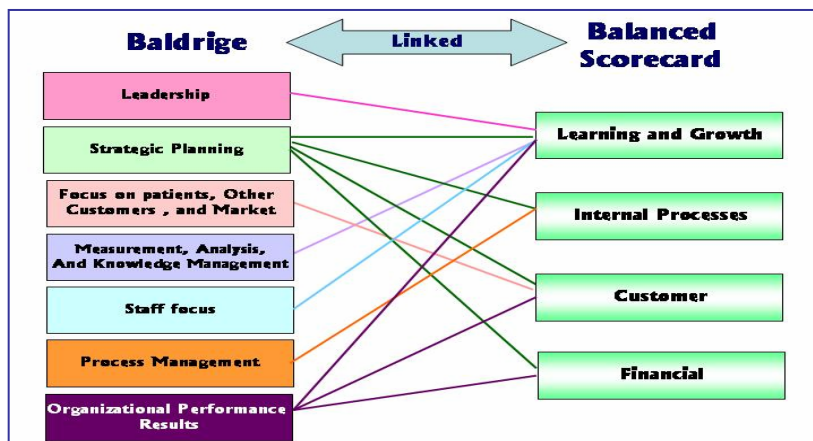 Baldrige
Linked
Balanced
Scorecard
Leadership
Strategic Planning
Focus on patients, Other
Customers , and Market
Measurement, Analysis,
And Knowledge Management
Staff focus
Process Management
Organizational Performance
Results
Learning and Growth
Internal Processes
Customer
Financial